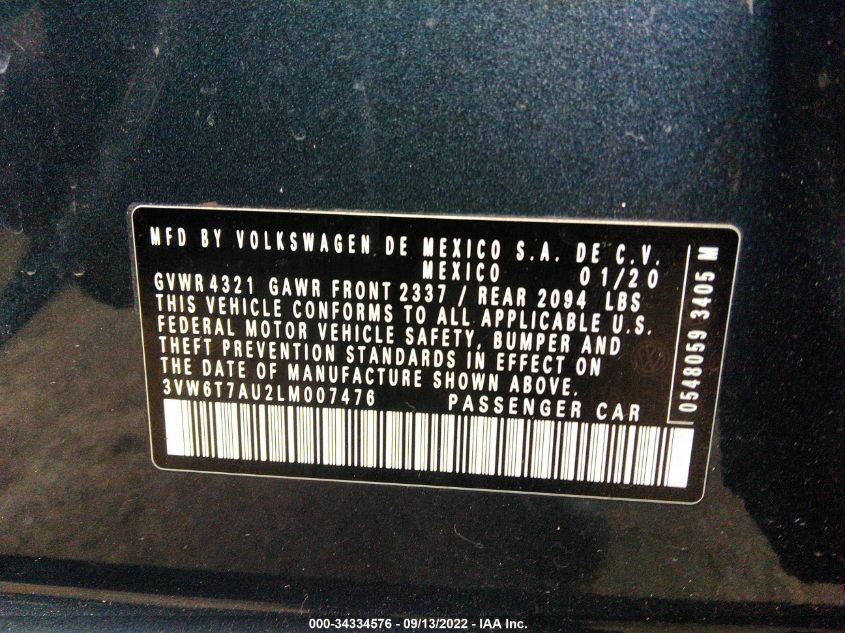 MFD BY VOLKSWAGEN DE MEXICO S.A. DE C.V.
MEXICO 01/20
GVWR 4321 GAWR FRONT 2337 / REAR 2094 LBS
THIS VEHICLE CONFORMS TO ALL APPLICABLE U.S.
FEDERAL MOTOR VEHICLE SAFETY, BUMPER AND
THEFT PREVENTION STANDARDS IN EFFECT ON
THE DATE OF MANUFACTURE SHOWN ABOVE.
3VW6T7AU2LM007476 PASSENGER CAR
0548059 3405 M
000-34334576 - 09/13/2022 - IAA Inc.